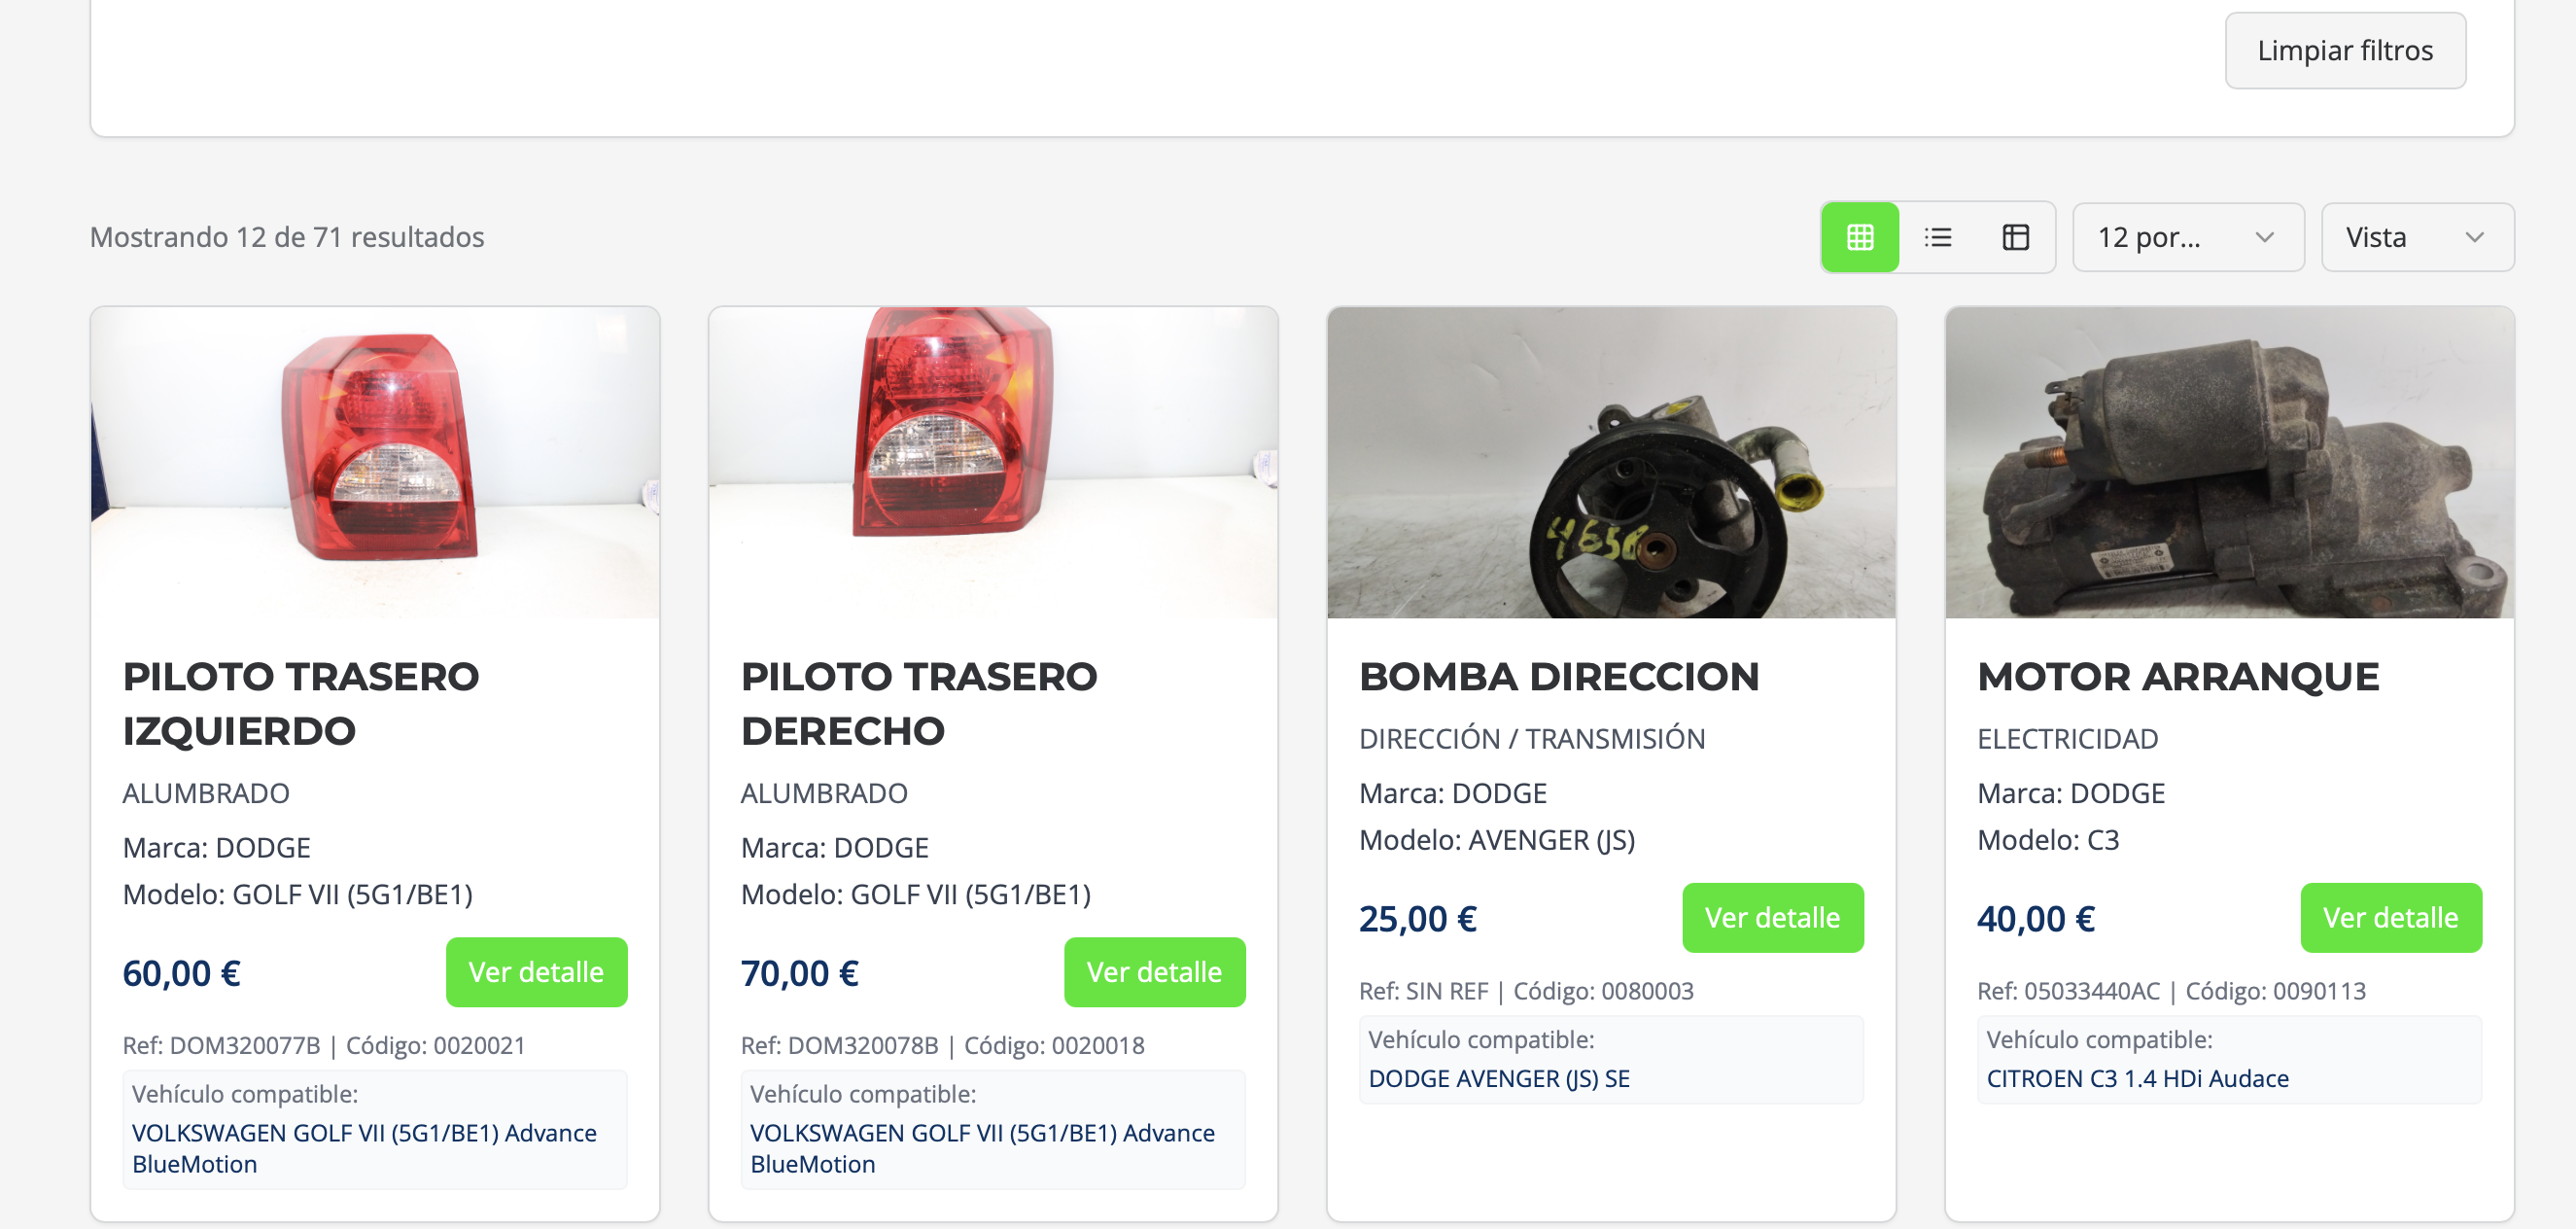 Limpiar filtros
Mostrando 12 de 71 resultados
12 por...
Vista
PILOTO TRASERO
IZQUIERDO
ALUMBRADO
Marca: DODGE
Modelo: GOLF VII (5G1/BE1)
60,00 €
Ver detalle
Ref: DOM320077B | Código: 0020021
Vehículo compatible:
VOLKSWAGEN GOLF VII (5G1/BE1) Advance
BlueMotion
PILOTO TRASERO
DERECHO
ALUMBRADO
Marca: DODGE
Modelo: GOLF VII (5G1/BE1)
70,00 €
Ver detalle
Ref: DOM320078B | Código: 0020018
Vehículo compatible:
VOLKSWAGEN GOLF VII (5G1/BE1) Advance
BlueMotion
BOMBA DIRECCION
DIRECCIÓN / TRANSMISIÓN
Marca: DODGE
Modelo: AVENGER (JS)
25,00 €
Ver detalle
Ref: SIN REF | Código: 0080003
Vehículo compatible:
DODGE AVENGER (JS) SE
MOTOR ARRANQUE
ELECTRICIDAD
Marca: DODGE
Modelo: C3
40,00 €
Ver detalle
Ref: 05033440AC | Código: 0090113
Vehículo compatible:
CITROEN C3 1.4 HDi Audace